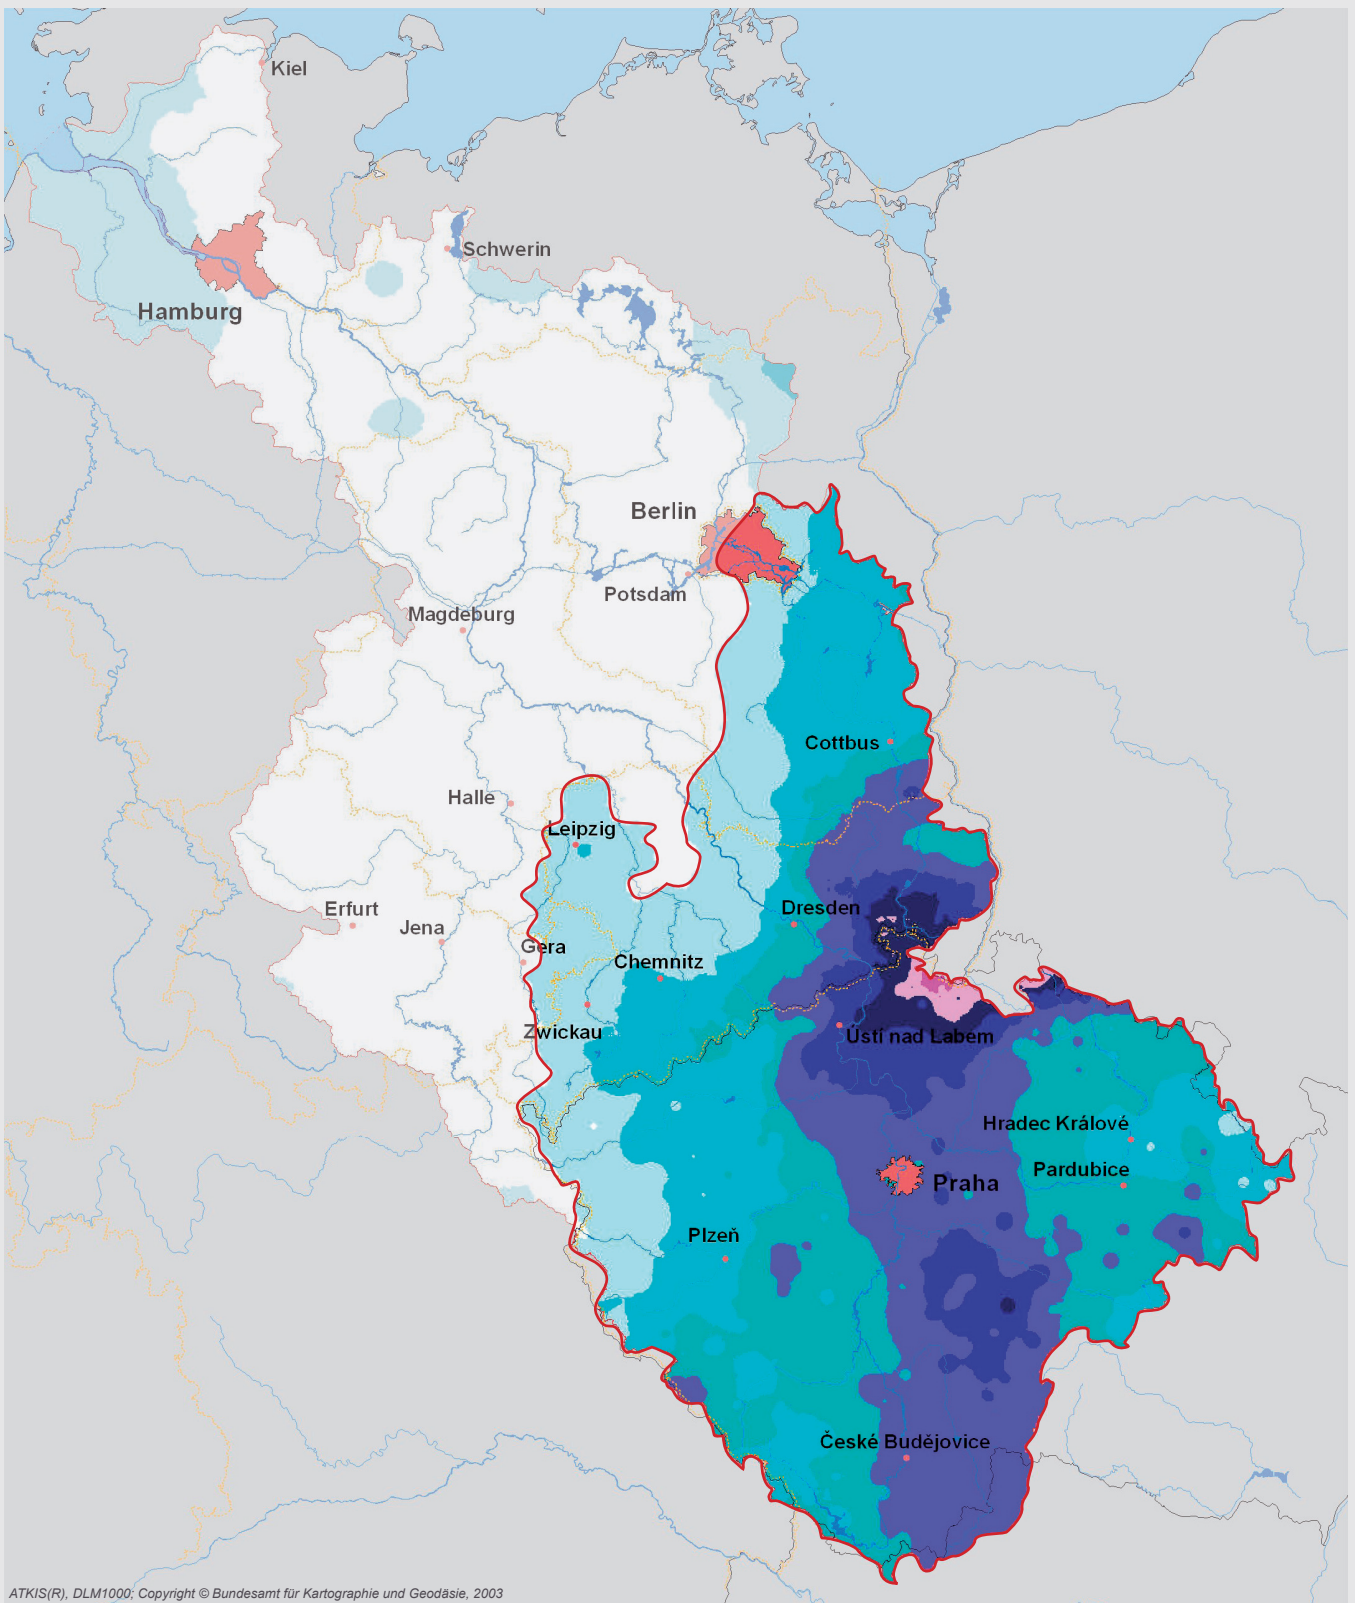 Kiel
Schwerin
Hamburg
Berlin
Potsdam
Magdeburg
Cottbus
Halle
Leipzig
Erfurt
Dresden
Jena
Gera
Chemnitz
Zwickau
Ústí nad Labem
Hradec Králové
Pardubice
Praha
Plzeň
České Budějovice
ATKIS(R), DLM1000; Copyright © Bundesamt für Kartographie und Geodäsie, 2003